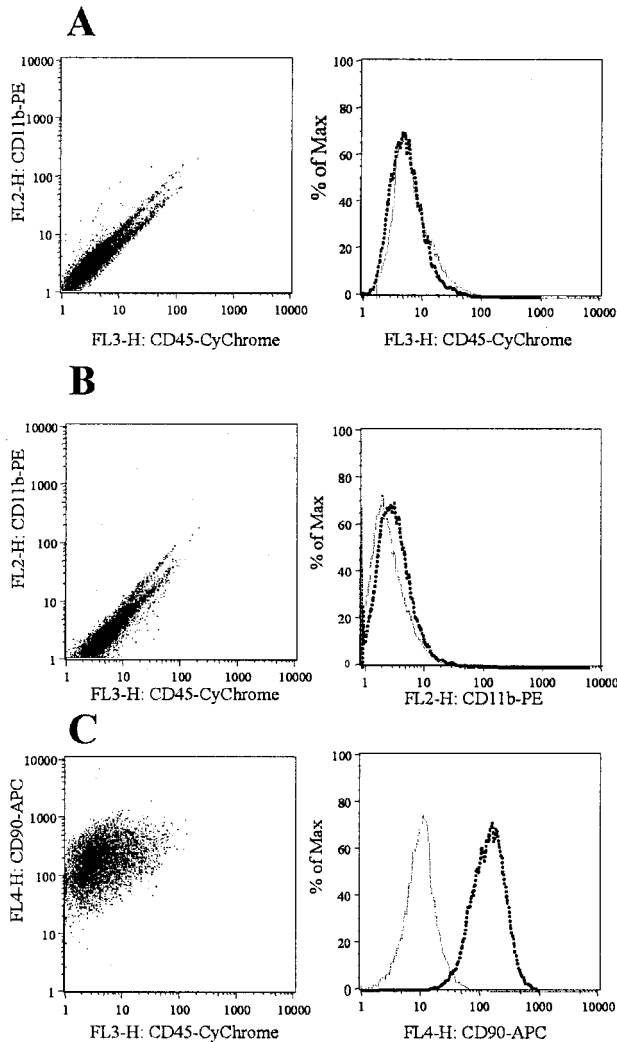 A
FL2-H: CD11b-PE
10000
1000
100
10
1
1 10 100 1000 10000
FL3-H: CD45-CyChrome
% of Max
100
80
60
40
20
0
1 10 100 1000 10000
FL3-H: CD45-CyChrome
B
FL2-H: CD11b-PE
10000
1000
100
10
1
1 10 100 1000 10000
FL3-H: CD45-CyChrome
% of Max
100
80
60
40
20
0
1 10 100 1000 10000
FL2-H: CD11b-PE
C
FL4-H: CD90-APC
10000
1000
100
10
1
1 10 100 1000 10000
FL3-H: CD45-CyChrome
% of Max
100
80
60
40
20
0
1 10 100 1000 10000
FL4-H: CD90-APC